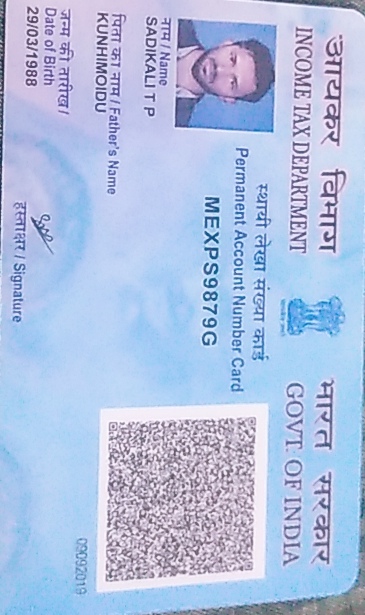 आयकर विभाग
INCOME TAX DEPARTMENT
भारत सरकार
GOVT. OF INDIA
स्थायी लेखा संख्या कार्ड
Permanent Account Number Card
MEXPS9879G
नाम / Name
SADIKALI T P
पिता का नाम / Father's Name
KUNHIMOIDU
जन्म की तारीख /
Date of Birth
29/03/1988
हस्ताक्षर / Signature
09092019